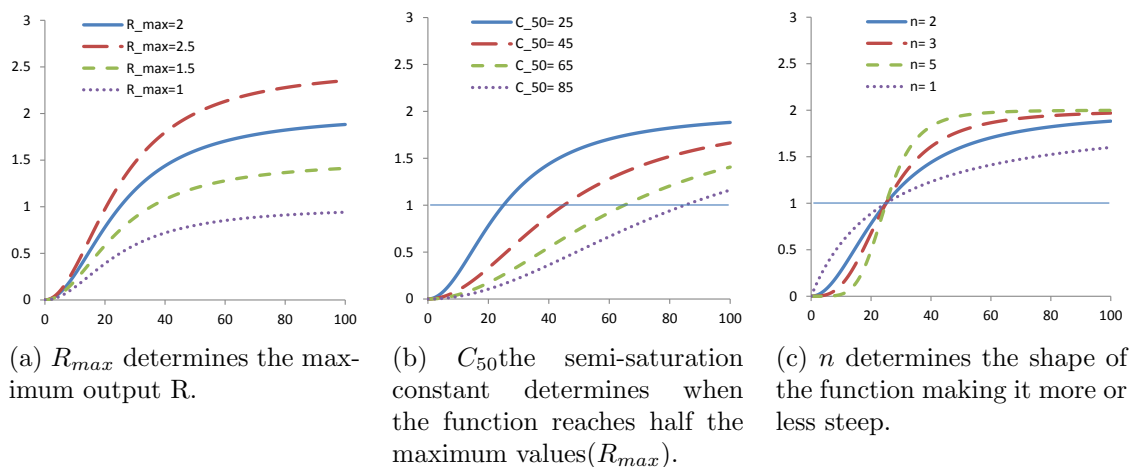 R_max=2
R_max=2.5
R_max=1.5
R_max=1
3
2.5
2
1.5
1
0.5
0
0 20 40 60 80 100
(a) R_max determines the max-
imum output R.
C_50= 25
C_50= 45
C_50= 65
C_50= 85
3
2.5
2
1.5
1
0.5
0
0 20 40 60 80 100
(b) C_50the semi-saturation
constant determines when
the function reaches half the
maximum values(R_max).
n= 2
n= 3
n= 5
n= 1
3
2.5
2
1.5
1
0.5
0
0 20 40 60 80 100
(c) n determines the shape of
the function making it more or
less steep.